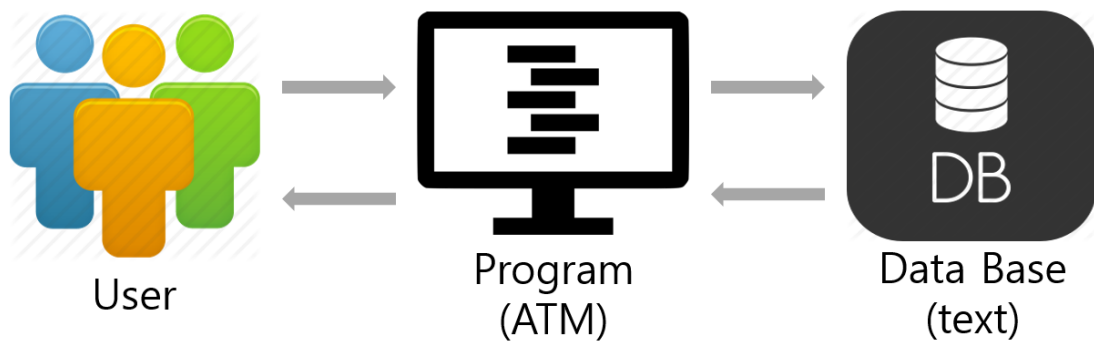 DB
User
Program
(ATM)
Data Base
(text)